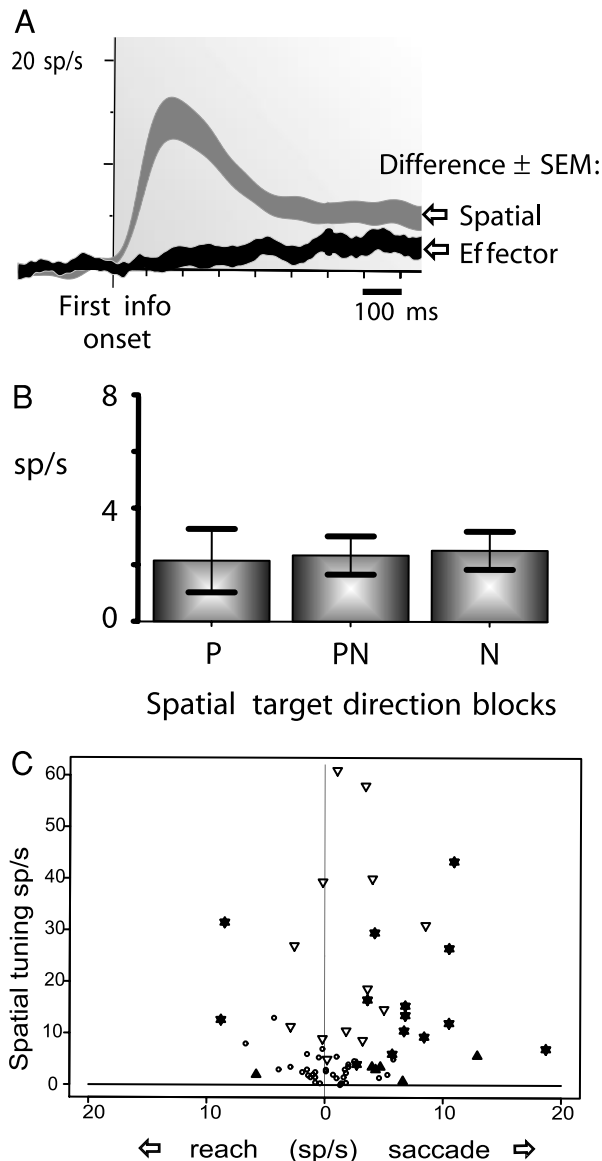 A
20 sp/s
Difference ± SEM:
⇦ Spatial
⇦ Effector
First info
onset
100 ms
B
8
sp/s
4
0
P PN N
Spatial target direction blocks
C
60
50
40
30
20
10
0
Spatial tuning sp/s
20 10 0 10 20
⇦ reach (sp/s) saccade ⇨